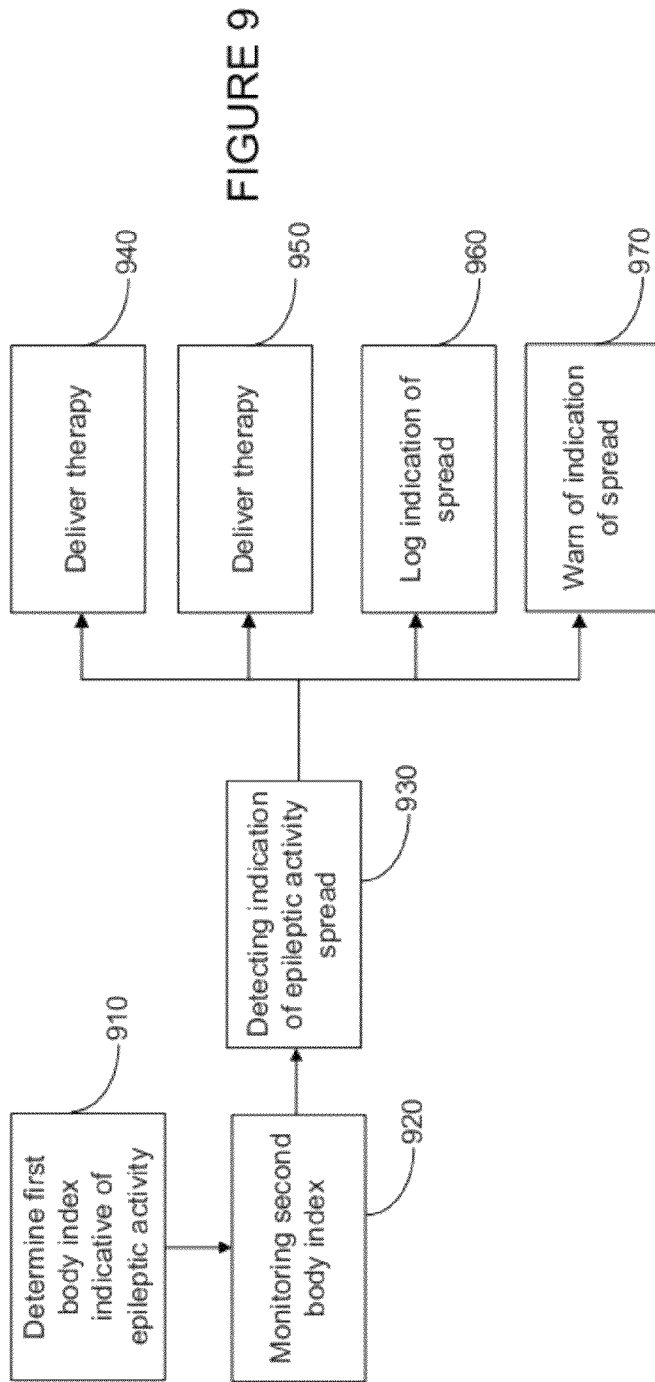 Determine first
body index
indicative of
epileptic activity
910
Monitoring second
body index
920
Detecting indication
of epileptic activity
spread
930
Deliver therapy
940
Deliver therapy
950
Log indication of
spread
960
Warn of indication
of spread
970
FIGURE 9